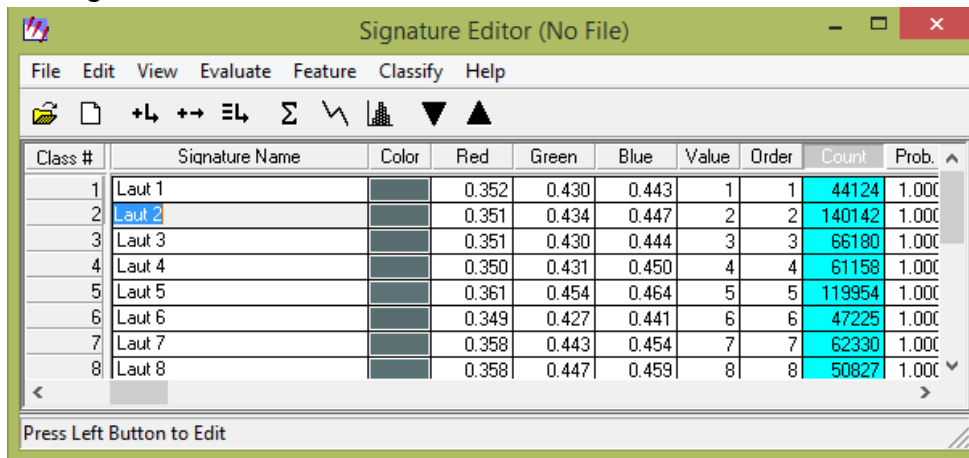 Signature Editor (No File)
File Edit View Evaluate Feature Classify Help
Class # Signature Name Color Red Green Blue Value Order Count Prob.
1 Laut 1 0.352 0.430 0.443 1 1 44124 1.000
2 Laut 2 0.351 0.434 0.447 2 2 140142 1.000
3 Laut 3 0.351 0.430 0.444 3 3 66180 1.000
4 Laut 4 0.350 0.431 0.450 4 4 61158 1.000
5 Laut 5 0.361 0.454 0.464 5 5 119954 1.000
6 Laut 6 0.349 0.427 0.441 6 6 47225 1.000
7 Laut 7 0.358 0.443 0.454 7 7 62330 1.000
8 Laut 8 0.358 0.447 0.459 8 8 50827 1.000
Press Left Button to Edit